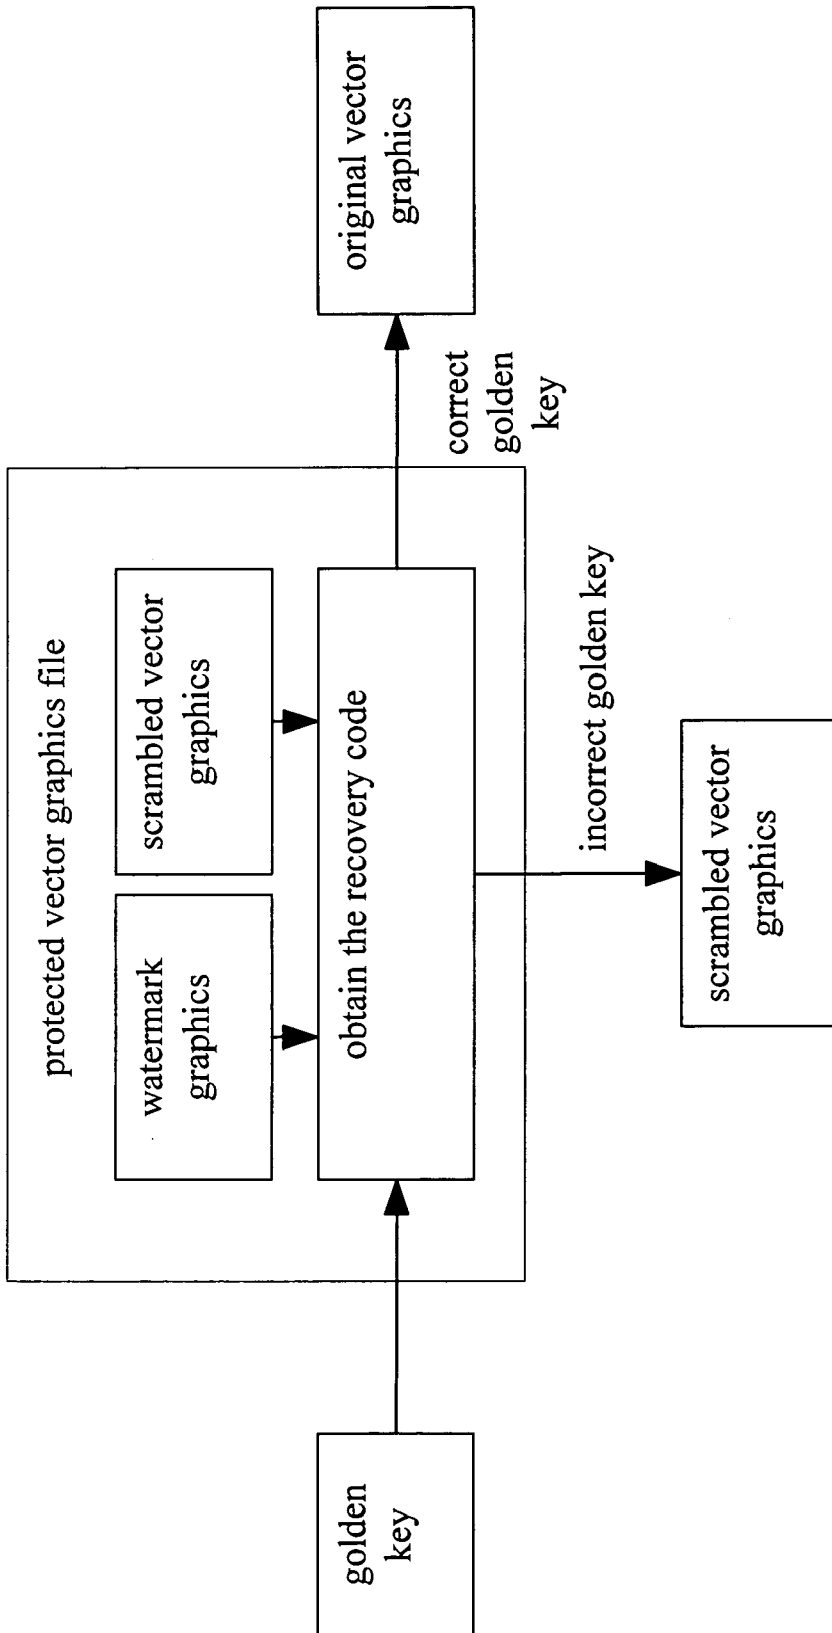 protected vector graphics file
watermark
graphics
scrambled vector
graphics
golden
key
obtain the recovery code
original vector
graphics
correct
golden
key
incorrect golden key
scrambled vector
graphics